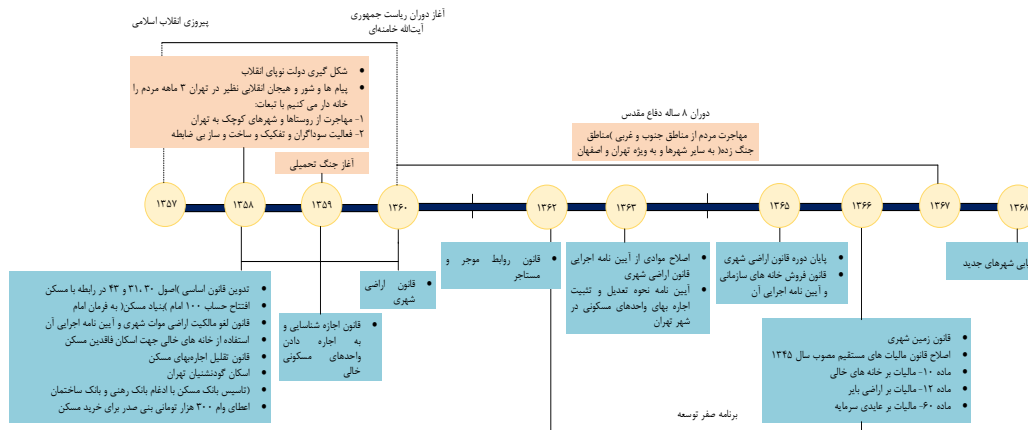 پیروزی انقلاب اسلامی
آغاز دوران ریاست جمهوری
آیت‌الله خامنه‌ای
• شکل گیری دولت نوپای انقلاب
• پیام ها و شور و هیجان انقلابی نظیر در تهران ۳ ماهه مردم را
خانه دار می کنیم با تبعات:
۱- مهاجرت از روستاها و شهرهای کوچک به تهران
۲- فعالیت سوداگران و تفکیک و ساخت و ساز بی ضابطه
آغاز جنگ تحمیلی
دوران ۸ ساله دفاع مقدس
مهاجرت مردم از مناطق جنوب و غربی )مناطق
جنگ زده( به سایر شهرها و به ویژه تهران و اصفهان
۱۳۵۷
۱۳۵۸
۱۳۵۹
۱۳۶۰
۱۳۶۲
۱۳۶۳
۱۳۶۵
۱۳۶۶
۱۳۶۷
۱۳۶۸
• تدوین قانون اساسی )اصول ۳۱،۳۰ و ۴۳ در رابطه با مسکن
• افتتاح حساب ۱۰۰ امام )بنیاد مسکن( به فرمان امام
• قانون لغو مالکیت اراضی موات شهری و آیین نامه اجرایی آن
• استفاده از خانه های خالی جهت اسکان فاقدین مسکن
• قانون تقلیل اجاره‌بهای مسکن
• اسکان گودنشنیان تهران
• (تاسیس بانک مسکن با ادغام بانک رهنی و بانک ساختمان
• اعطای وام ۳۰۰ هزار تومانی بنی صدر برای خرید مسکن
• قانون اجازه شناسایی و
به اجاره دادن
واحدهای مسکونی
خالی
• قانون اراضی
شهری
• قانون روابط موجر و
مستاجر
• اصلاح موادی از آیین نامه اجرایی
قانون اراضی شهری
• آیین نامه نحوه تعدیل و تثبیت
اجاره بهای واحدهای مسکونی در
شهر تهران
• پایان دوره قانون اراضی شهری
• قانون فروش خانه های سازمانی
و آیین نامه اجرایی آن
• قانون زمین شهری
• اصلاح قانون مالیات های مستقیم مصوب سال ۱۳۴۵
• ماده ۱۰- مالیات بر خانه های خالی
• ماده ۱۲- مالیات بر اراضی بایر
• ماده ۶۰- مالیات بر عایدی سرمایه
یابی شهرهای جدید
برنامه صفر توسعه